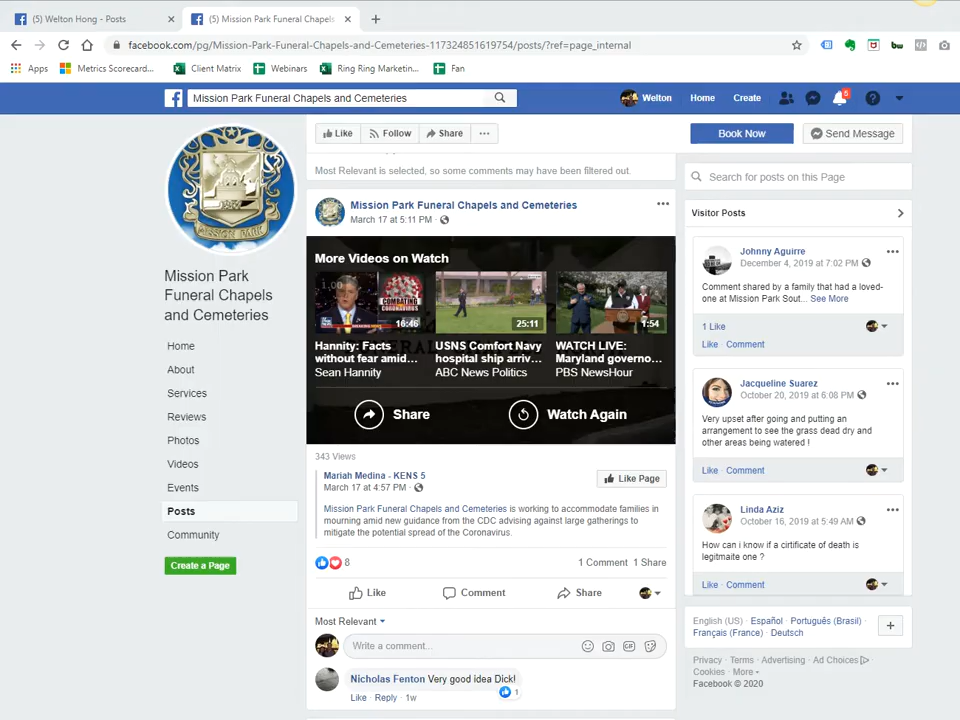 (5) Welton Hong - Posts
(5) Mission Park Funeral Chapels
facebook.com/pg/Mission-Park-Funeral-Chapels-and-Cemeteries-117324851619754/posts/?ref=page_internal
Apps
Metrics Scorecard...
Client Matrix
Webinars
Ring Ring Marketin...
Fan
Mission Park Funeral Chapels and Cemeteries
Welton
Home
Create
6
Like
Follow
Share
Book Now
Send Message
MISSION PARK
Mission Park
Funeral Chapels
and Cemeteries
Home
About
Services
Reviews
Photos
Videos
Events
Posts
Community
Create a Page
Most Relevant is selected, so some comments may have been filtered out.
Mission Park Funeral Chapels and Cemeteries
March 17 at 5:11 PM
More Videos on Watch
1.00
COMBATING
CORONAVIRUS
16:46
25:11
1:54
Hannity: Facts
without fear amid...
Sean Hannity
USNS Comfort Navy
hospital ship arriv...
ABC News Politics
WATCH LIVE:
Maryland governo...
PBS NewsHour
Share
Watch Again
343 Views
Mariah Medina - KENS 5
March 17 at 4:57 PM
Like Page
Mission Park Funeral Chapels and Cemeteries is working to accommodate families in
mourning amid new guidance from the CDC advising against large gatherings to
mitigate the potential spread of the Coronavirus.
8
1 Comment 1 Share
Like
Comment
Share
Most Relevant
Write a comment...
GIF
Nicholas Fenton Very good idea Dick!
1
Like · Reply · 1w
Search for posts on this Page
Visitor Posts
Johnny Aguirre
December 4, 2019 at 7:02 PM
Comment shared by a family that had a loved-
one at Mission Park Sout... See More
1 Like
Like · Comment
Jacqueline Suarez
October 20, 2019 at 6:08 PM
Very upset after going and putting an
arrangement to see the grass dead dry and
other areas being watered !
Like · Comment
Linda Aziz
October 16, 2019 at 5:49 AM
How can i know if a cirtificate of death is
legitmaite one ?
Like · Comment
English (US) · Español · Português (Brasil) ·
Français (France) · Deutsch
Privacy · Terms · Advertising · Ad Choices ·
Cookies · More
Facebook © 2020